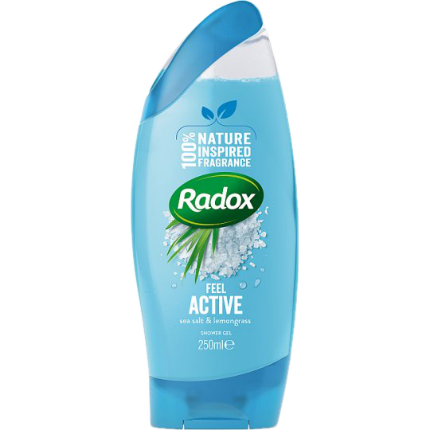 100% NATURE
INSPIRED
FRAGRANCE
Radox
FEEL
ACTIVE
sea salt & lemongrass
SHOWER GEL
250ml℮